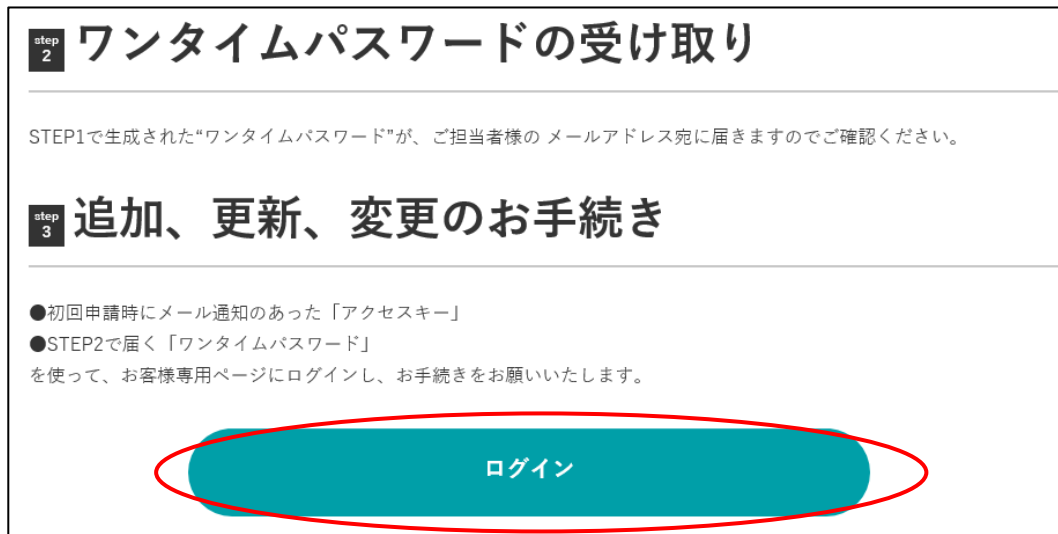 step 2 ワンタイムパスワードの受け取り
STEP1で生成された“ワンタイムパスワード”が、ご担当者様の メールアドレス宛に届きますのでご確認ください。
step 3 追加、更新、変更のお手続き
●初回申請時にメール通知のあった「アクセスキー」
●STEP2で届く「ワンタイムパスワード」
を使って、お客様専用ページにログインし、お手続きをお願いいたします。
ログイン